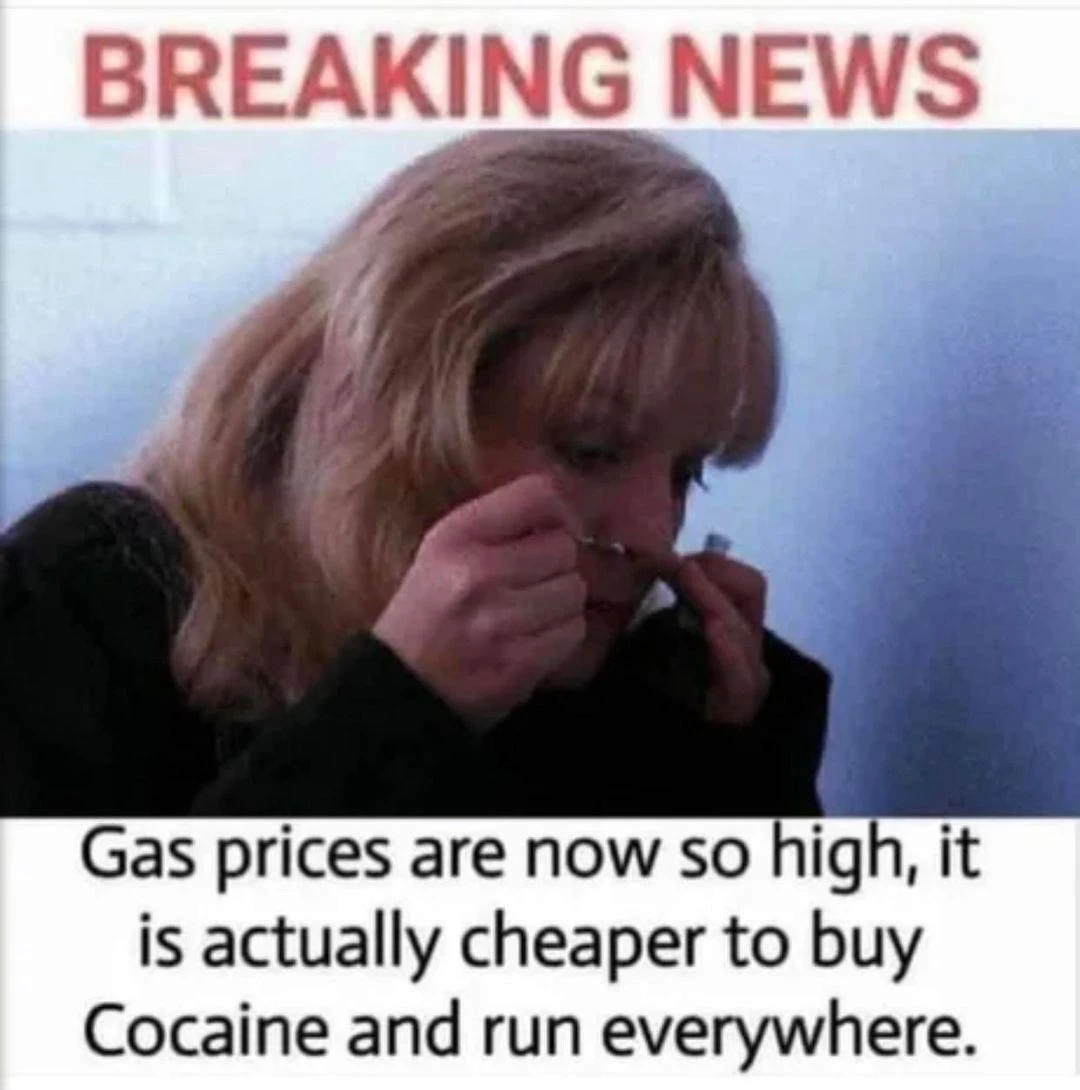 BREAKING NEWS
Gas prices are now so high, it
is actually cheaper to buy
Cocaine and run everywhere.